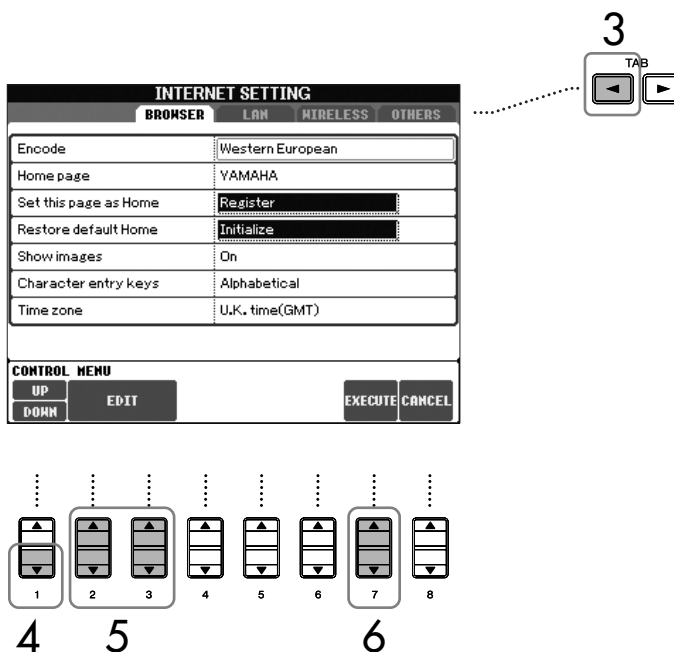 3
TAB
INTERNET SETTING
BROWSER LAN WIRELESS OTHERS
Encode Western European
Home page YAMAHA
Set this page as Home Register
Restore default Home Initialize
Show images On
Character entry keys Alphabetical
Time zone U.K. time(GMT)
CONTROL MENU
UP
EDIT EXECUTE CANCEL
DOWN
1 2 3 4 5 6 7 8
4 5 6